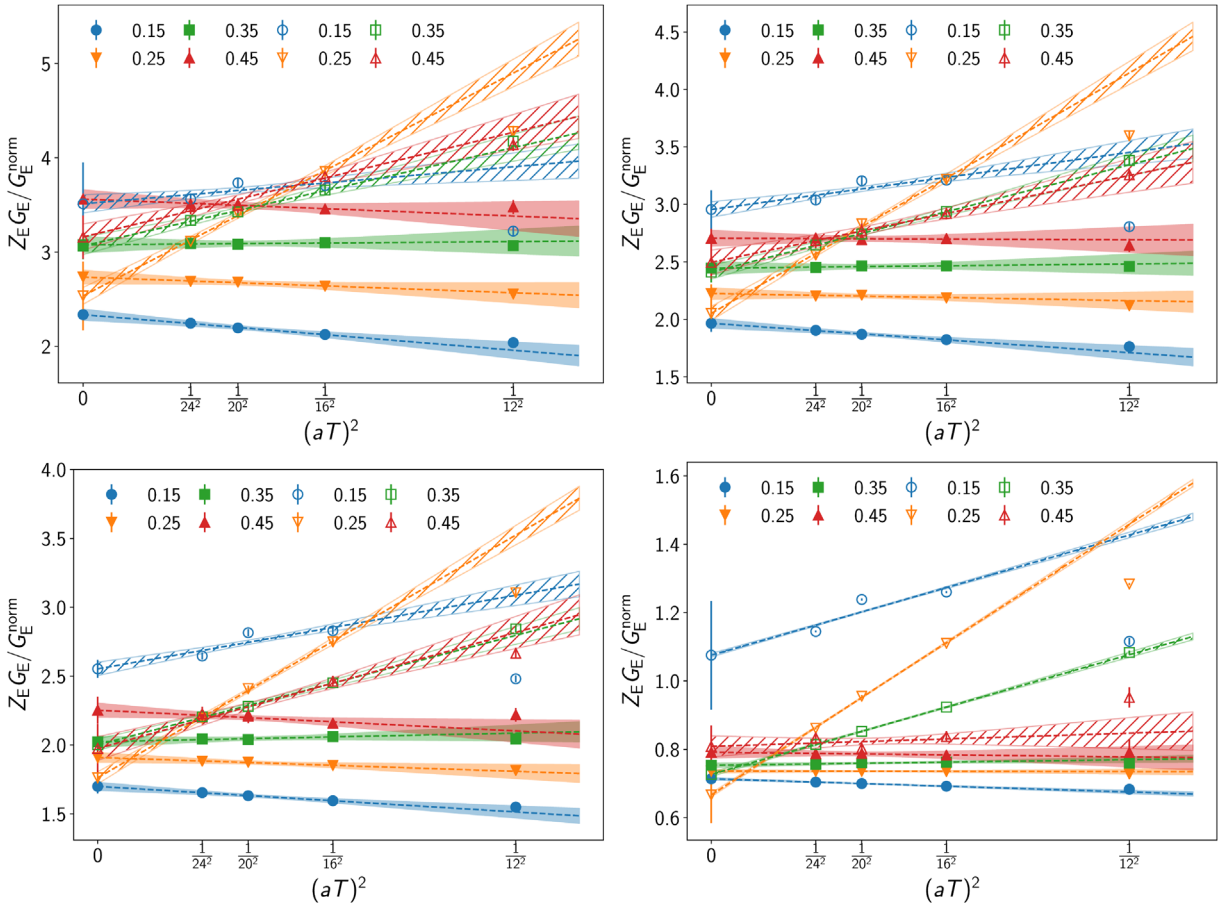 0.15 0.35 0.15 0.35
0.25 0.45 0.25 0.45
5
4
3
2
Z_E G_E / G_E^norm
0 1/24² 1/20² 1/16² 1/12²
(aT)²
0.15 0.35 0.15 0.35
0.25 0.45 0.25 0.45
4.5
4.0
3.5
3.0
2.5
2.0
1.5
Z_E G_E / G_E^norm
0 1/24² 1/20² 1/16² 1/12²
(aT)²
0.15 0.35 0.15 0.35
0.25 0.45 0.25 0.45
4.0
3.5
3.0
2.5
2.0
1.5
Z_E G_E / G_E^norm
0 1/24² 1/20² 1/16² 1/12²
(aT)²
0.15 0.35 0.15 0.35
0.25 0.45 0.25 0.45
1.6
1.4
1.2
1.0
0.8
0.6
Z_E G_E / G_E^norm
0 1/24² 1/20² 1/16² 1/12²
(aT)²